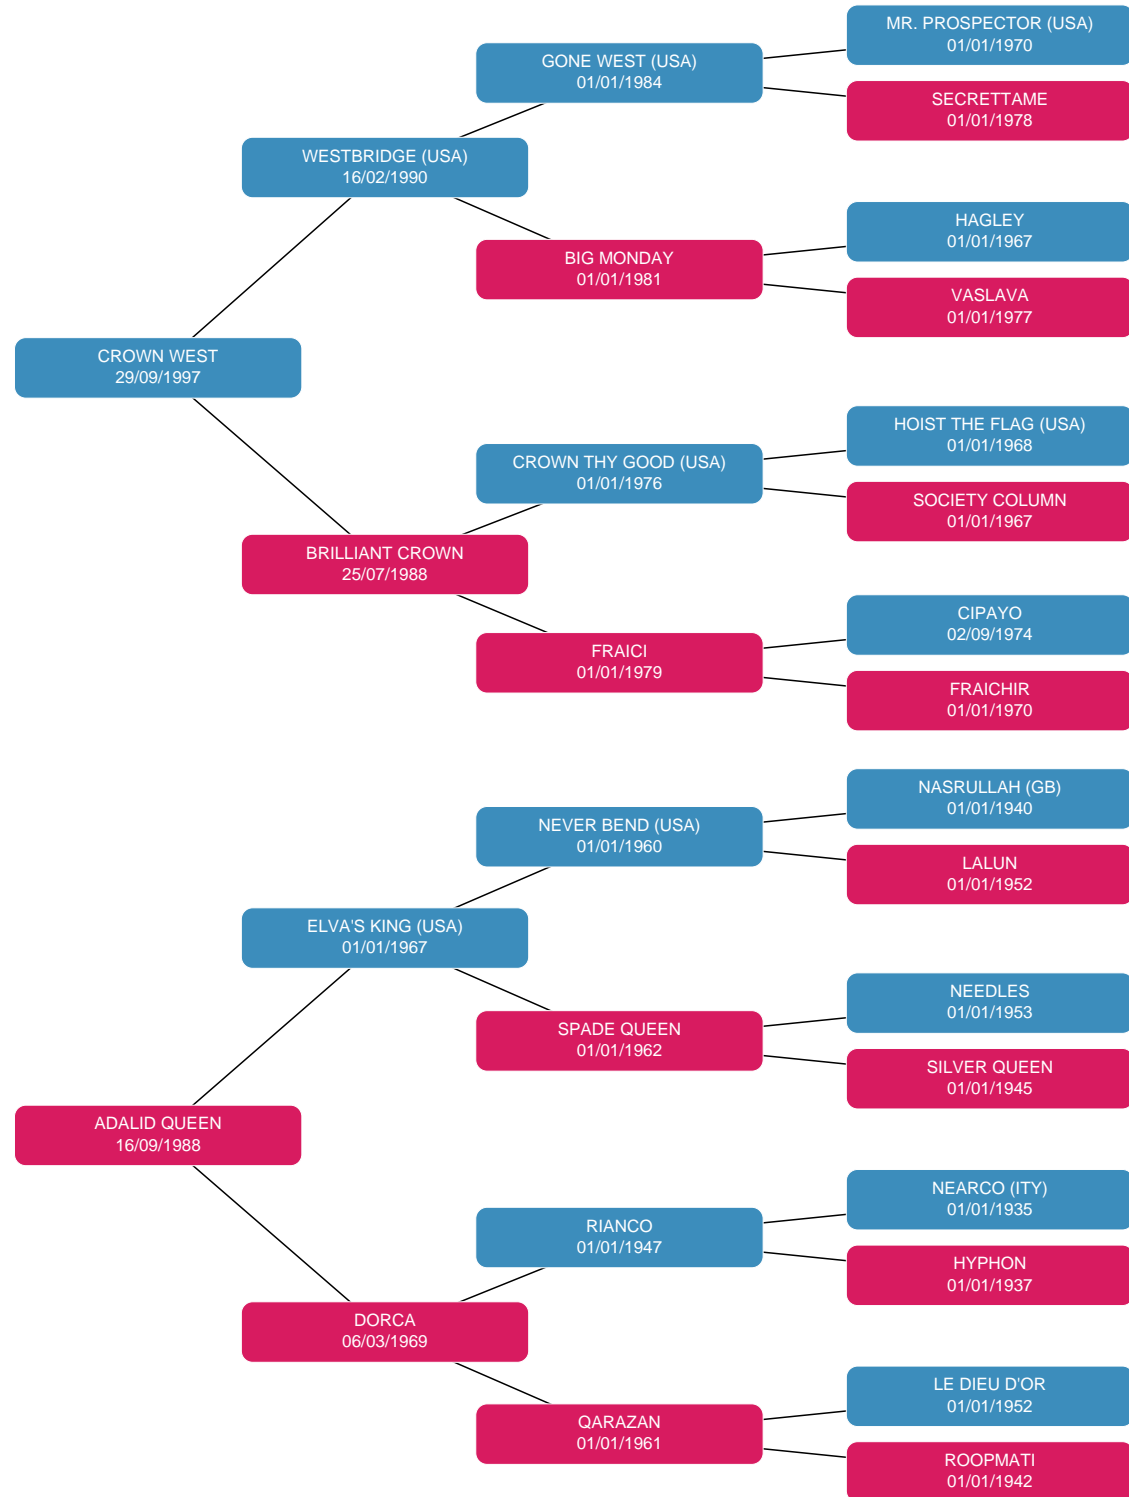 MR. PROSPECTOR (USA)
01/01/1970
GONE WEST (USA)
01/01/1984
SECRETTAME
01/01/1978
WESTBRIDGE (USA)
16/02/1990
HAGLEY
01/01/1967
BIG MONDAY
01/01/1981
VASLAVA
01/01/1977
CROWN WEST
29/09/1997
HOIST THE FLAG (USA)
01/01/1968
CROWN THY GOOD (USA)
01/01/1976
SOCIETY COLUMN
01/01/1967
BRILLIANT CROWN
25/07/1988
CIPAYO
02/09/1974
FRAICI
01/01/1979
FRAICHIR
01/01/1970
NASRULLAH (GB)
01/01/1940
NEVER BEND (USA)
01/01/1960
LALUN
01/01/1952
ELVA'S KING (USA)
01/01/1967
NEEDLES
01/01/1953
SPADE QUEEN
01/01/1962
SILVER QUEEN
01/01/1945
ADALID QUEEN
16/09/1988
NEARCO (ITY)
01/01/1935
RIANCO
01/01/1947
HYPHON
01/01/1937
DORCA
06/03/1969
LE DIEU D'OR
01/01/1952
QARAZAN
01/01/1961
ROOPMATI
01/01/1942